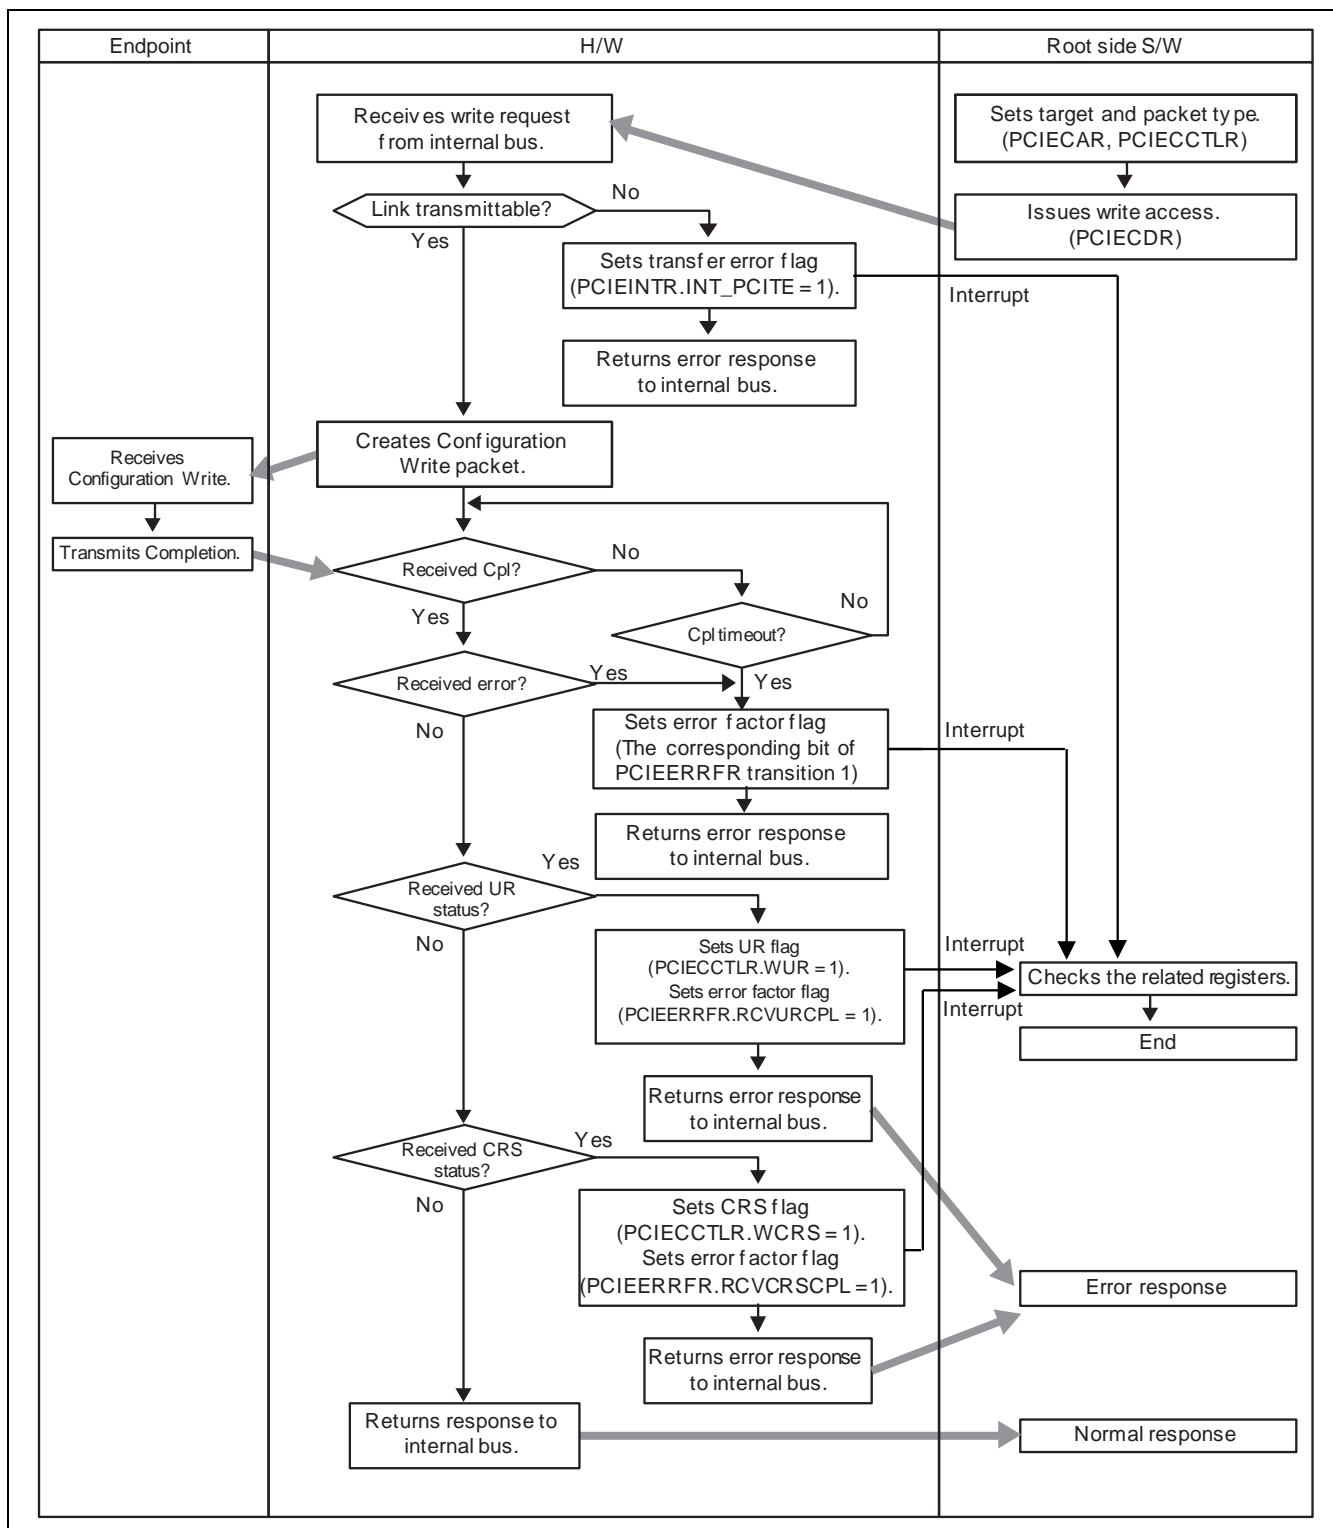 Endpoint
H/W
Root side S/W
Receives write request
from internal bus.
Sets target and packet type.
(PCIECAR, PCIECCTLR)
Link transmittable?
No
Yes
Issues write access.
(PCIECDR)
Sets transfer error flag
(PCIEINTR.INT_PCITE = 1).
Interrupt
Returns error response
to internal bus.
Creates Configuration
Write packet.
Receives
Configuration Write.
Transmits Completion.
Received Cpl?
No
Yes
Cpl timeout?
No
Yes
Received error?
Yes
No
Sets error factor flag
(The corresponding bit of
PCIEERRFR transition 1)
Interrupt
Returns error response
to internal bus.
Received UR
status?
Yes
No
Sets UR flag
(PCIECCTLR.WUR = 1).
Sets error factor flag
(PCIEERRFR.RCVURCPL = 1).
Interrupt
Checks the related registers.
Interrupt
End
Returns error response
to internal bus.
Received CRS
status?
Yes
No
Sets CRS flag
(PCIECCTLR.WCRS = 1).
Sets error factor flag
(PCIEERRFR.RCVCRSCPL = 1).
Error response
Returns error response
to internal bus.
Returns response to
internal bus.
Normal response